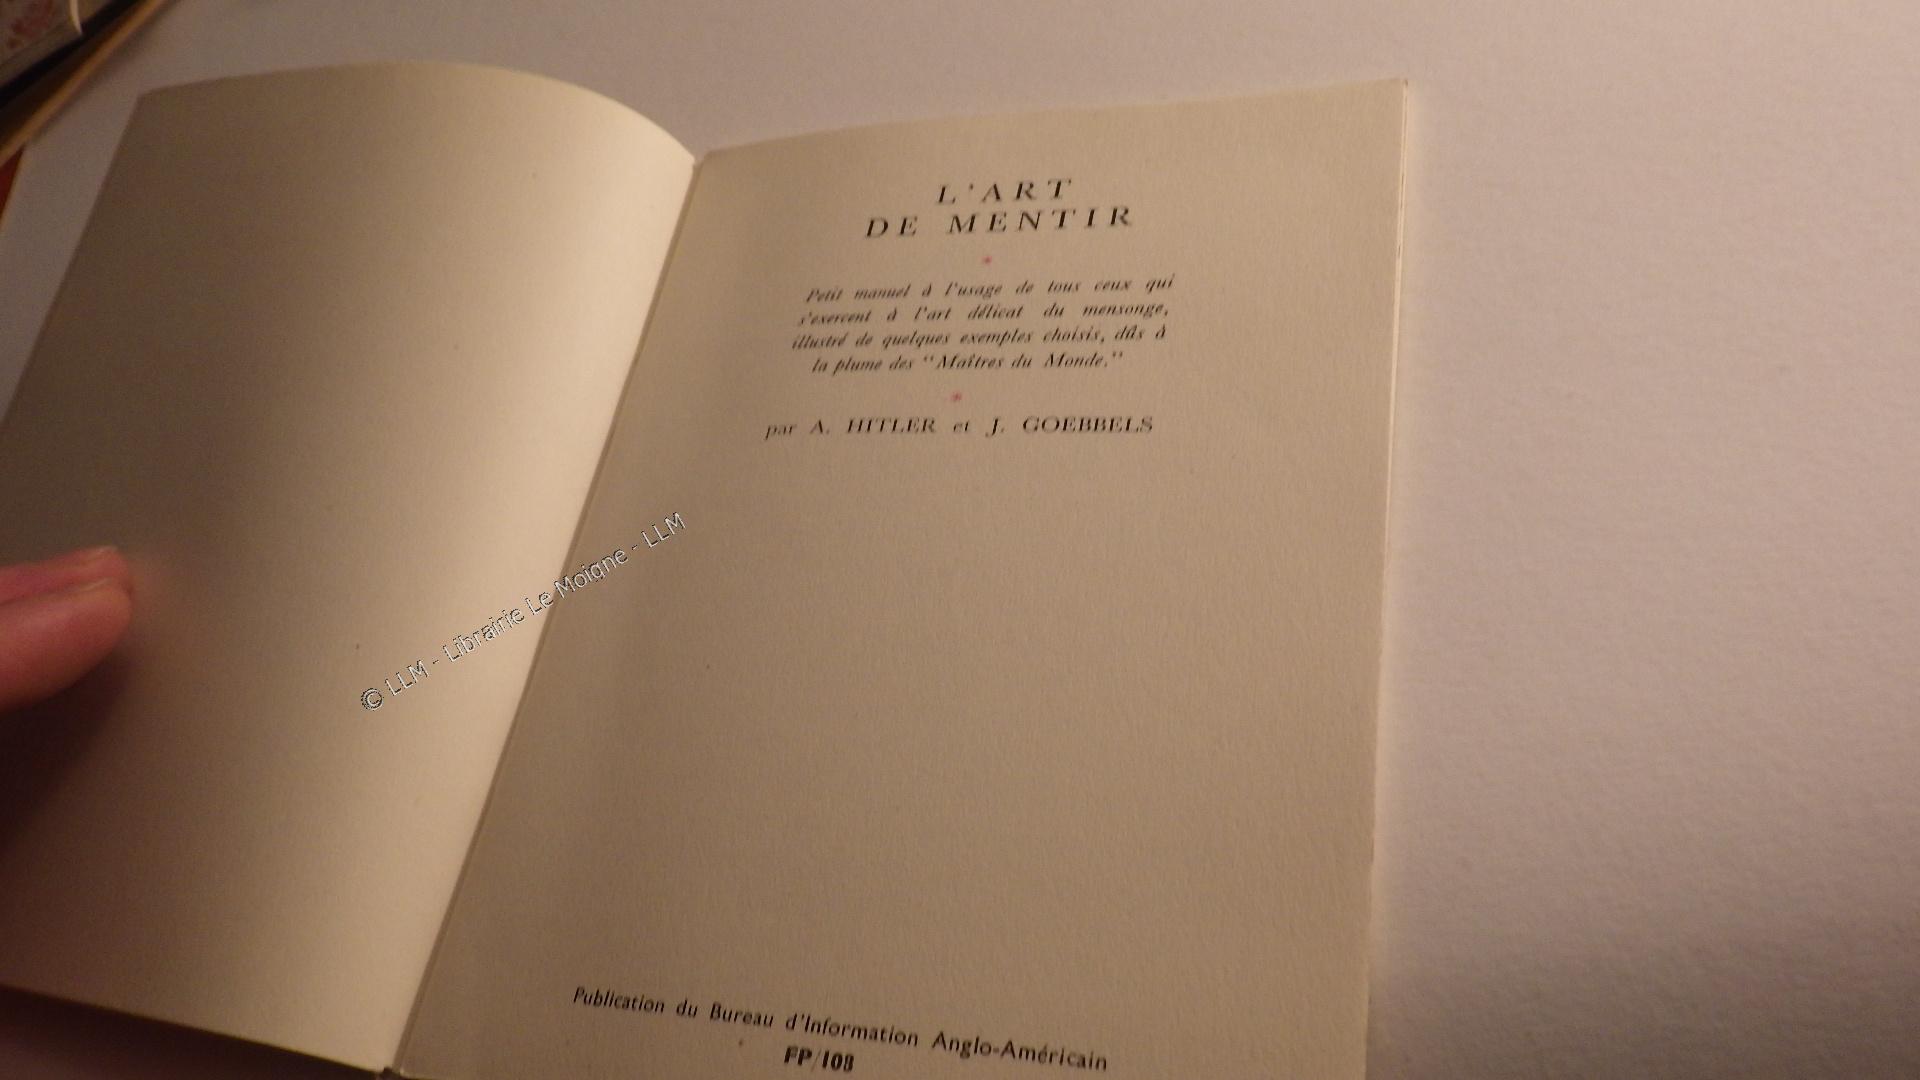 L'ART
DE MENTIR
*
Petit manuel à l'usage de tous ceux qui
s'exercent à l'art délicat du mensonge,
illustré de quelques exemples choisis, dûs à
la plume des "Maîtres du Monde."
*
par A. HITLER et J. GOEBBELS
© LLM - Librairie Le Moigne - LLM
Publication du Bureau d'Information Anglo-Américain
FP/108